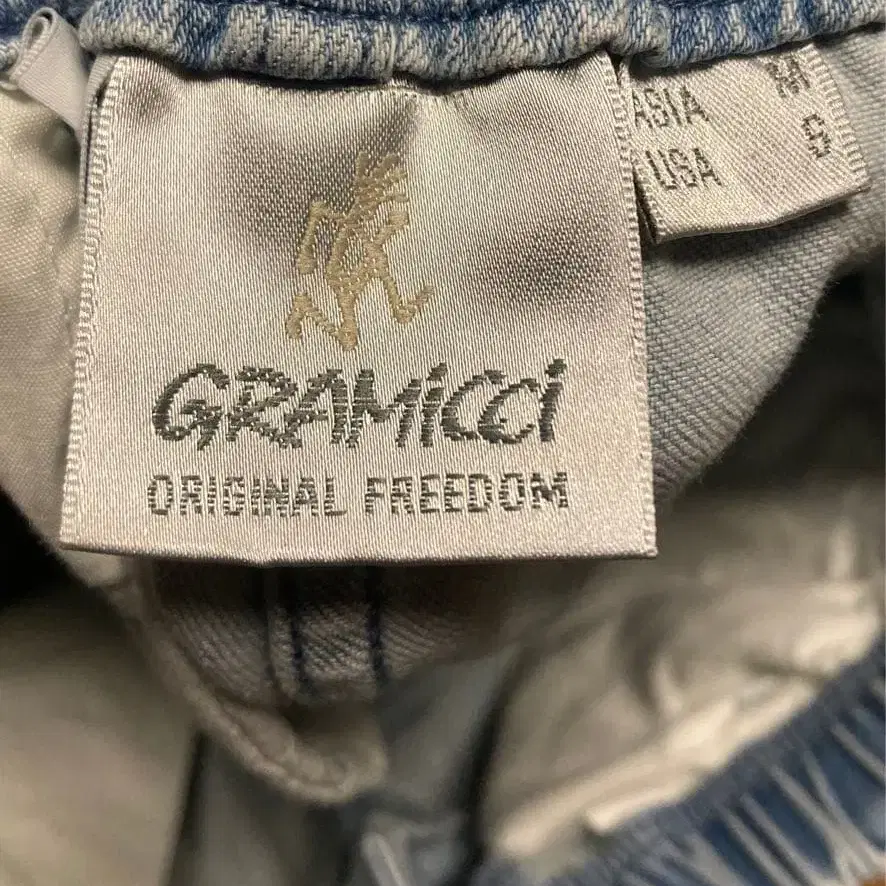 GRAMiCCi
ORIGINAL FREEDOM
ASIA M
USA S